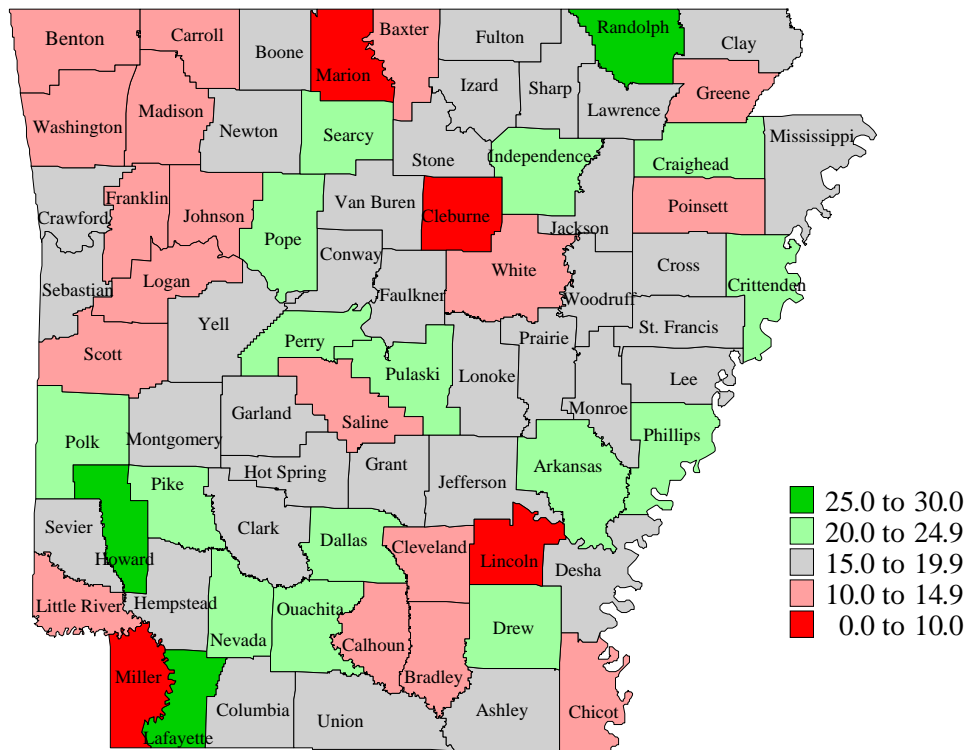 Benton
Carroll
Boone
Marion
Baxter
Fulton
Randolph
Clay
Izard
Sharp
Lawrence
Greene
Washington
Madison
Newton
Searcy
Stone
Independence
Craighead
Mississippi
Crawford
Franklin
Johnson
Pope
Van Buren
Cleburne
Jackson
Poinsett
Sebastian
Logan
Conway
Faulkner
White
Woodruff
Cross
Crittenden
Scott
Yell
Perry
Pulaski
Lonoke
Prairie
St. Francis
Lee
Polk
Montgomery
Garland
Saline
Monroe
Phillips
Hot Spring
Grant
Jefferson
Arkansas
Pike
Sevier
Howard
Clark
Dallas
Cleveland
Lincoln
Desha
Little River
Hempstead
Nevada
Ouachita
Calhoun
Bradley
Drew
Miller
Lafayette
Columbia
Union
Ashley
Chicot
25.0 to 30.0
20.0 to 24.9
15.0 to 19.9
10.0 to 14.9
0.0 to 10.0